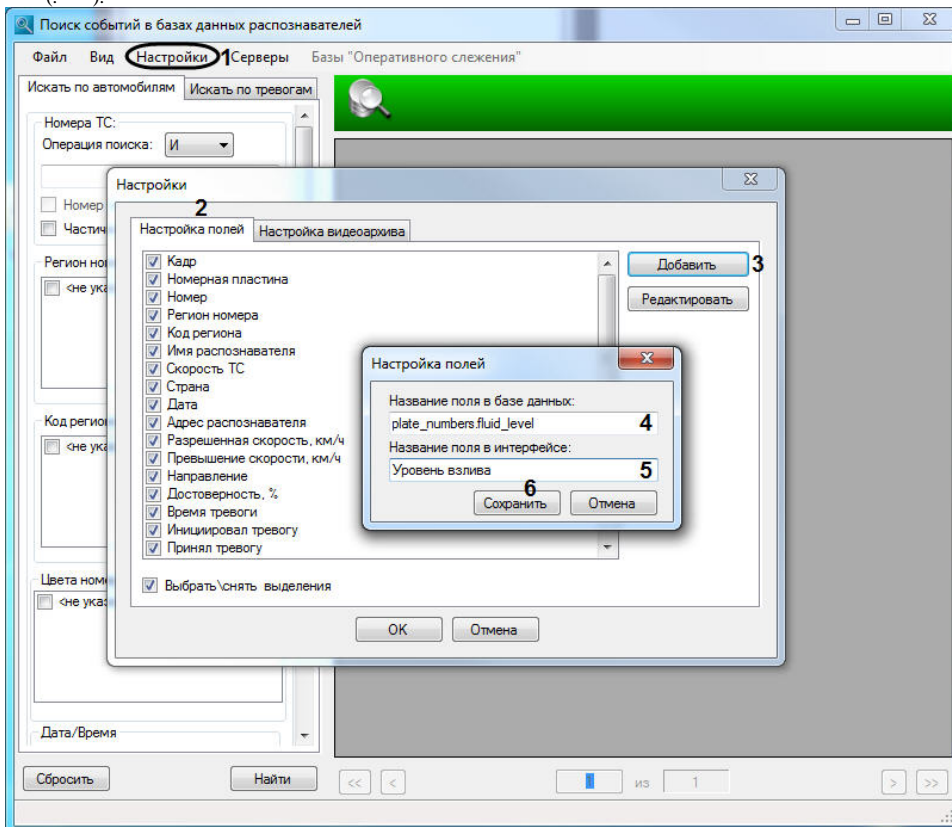 Поиск событий в базах данных распознавателей
Файл Вид Настройки 1 Серверы Базы "Оперативного слежения"
Искать по автомобилям Искать по тревогам
Номера ТС:
Операция поиска: И
Номер
Частич
Регион но
<не ука
Код регион
<не ука
Цвета номе
<не указ
Дата/Время
Сбросить Найти
<< < 1 из 1 > >>
Настройки
2
Настройка полей Настройка видеоархива
Кадр
Номерная пластина
Номер
Регион номера
Код региона
Имя распознавателя
Скорость ТС
Страна
Дата
Адрес распознавателя
Разрешенная скорость, км/ч
Превышение скорости, км/ч
Направление
Достоверность, %
Время тревоги
Инициировал тревогу
Принял тревогу
Выбрать\снять выделения
Добавить 3
Редактировать
OK Отмена
Настройка полей
Название поля в базе данных:
plate_numbers.fluid_level 4
Название поля в интерфейсе:
Уровень взлива 5
6
Сохранить Отмена